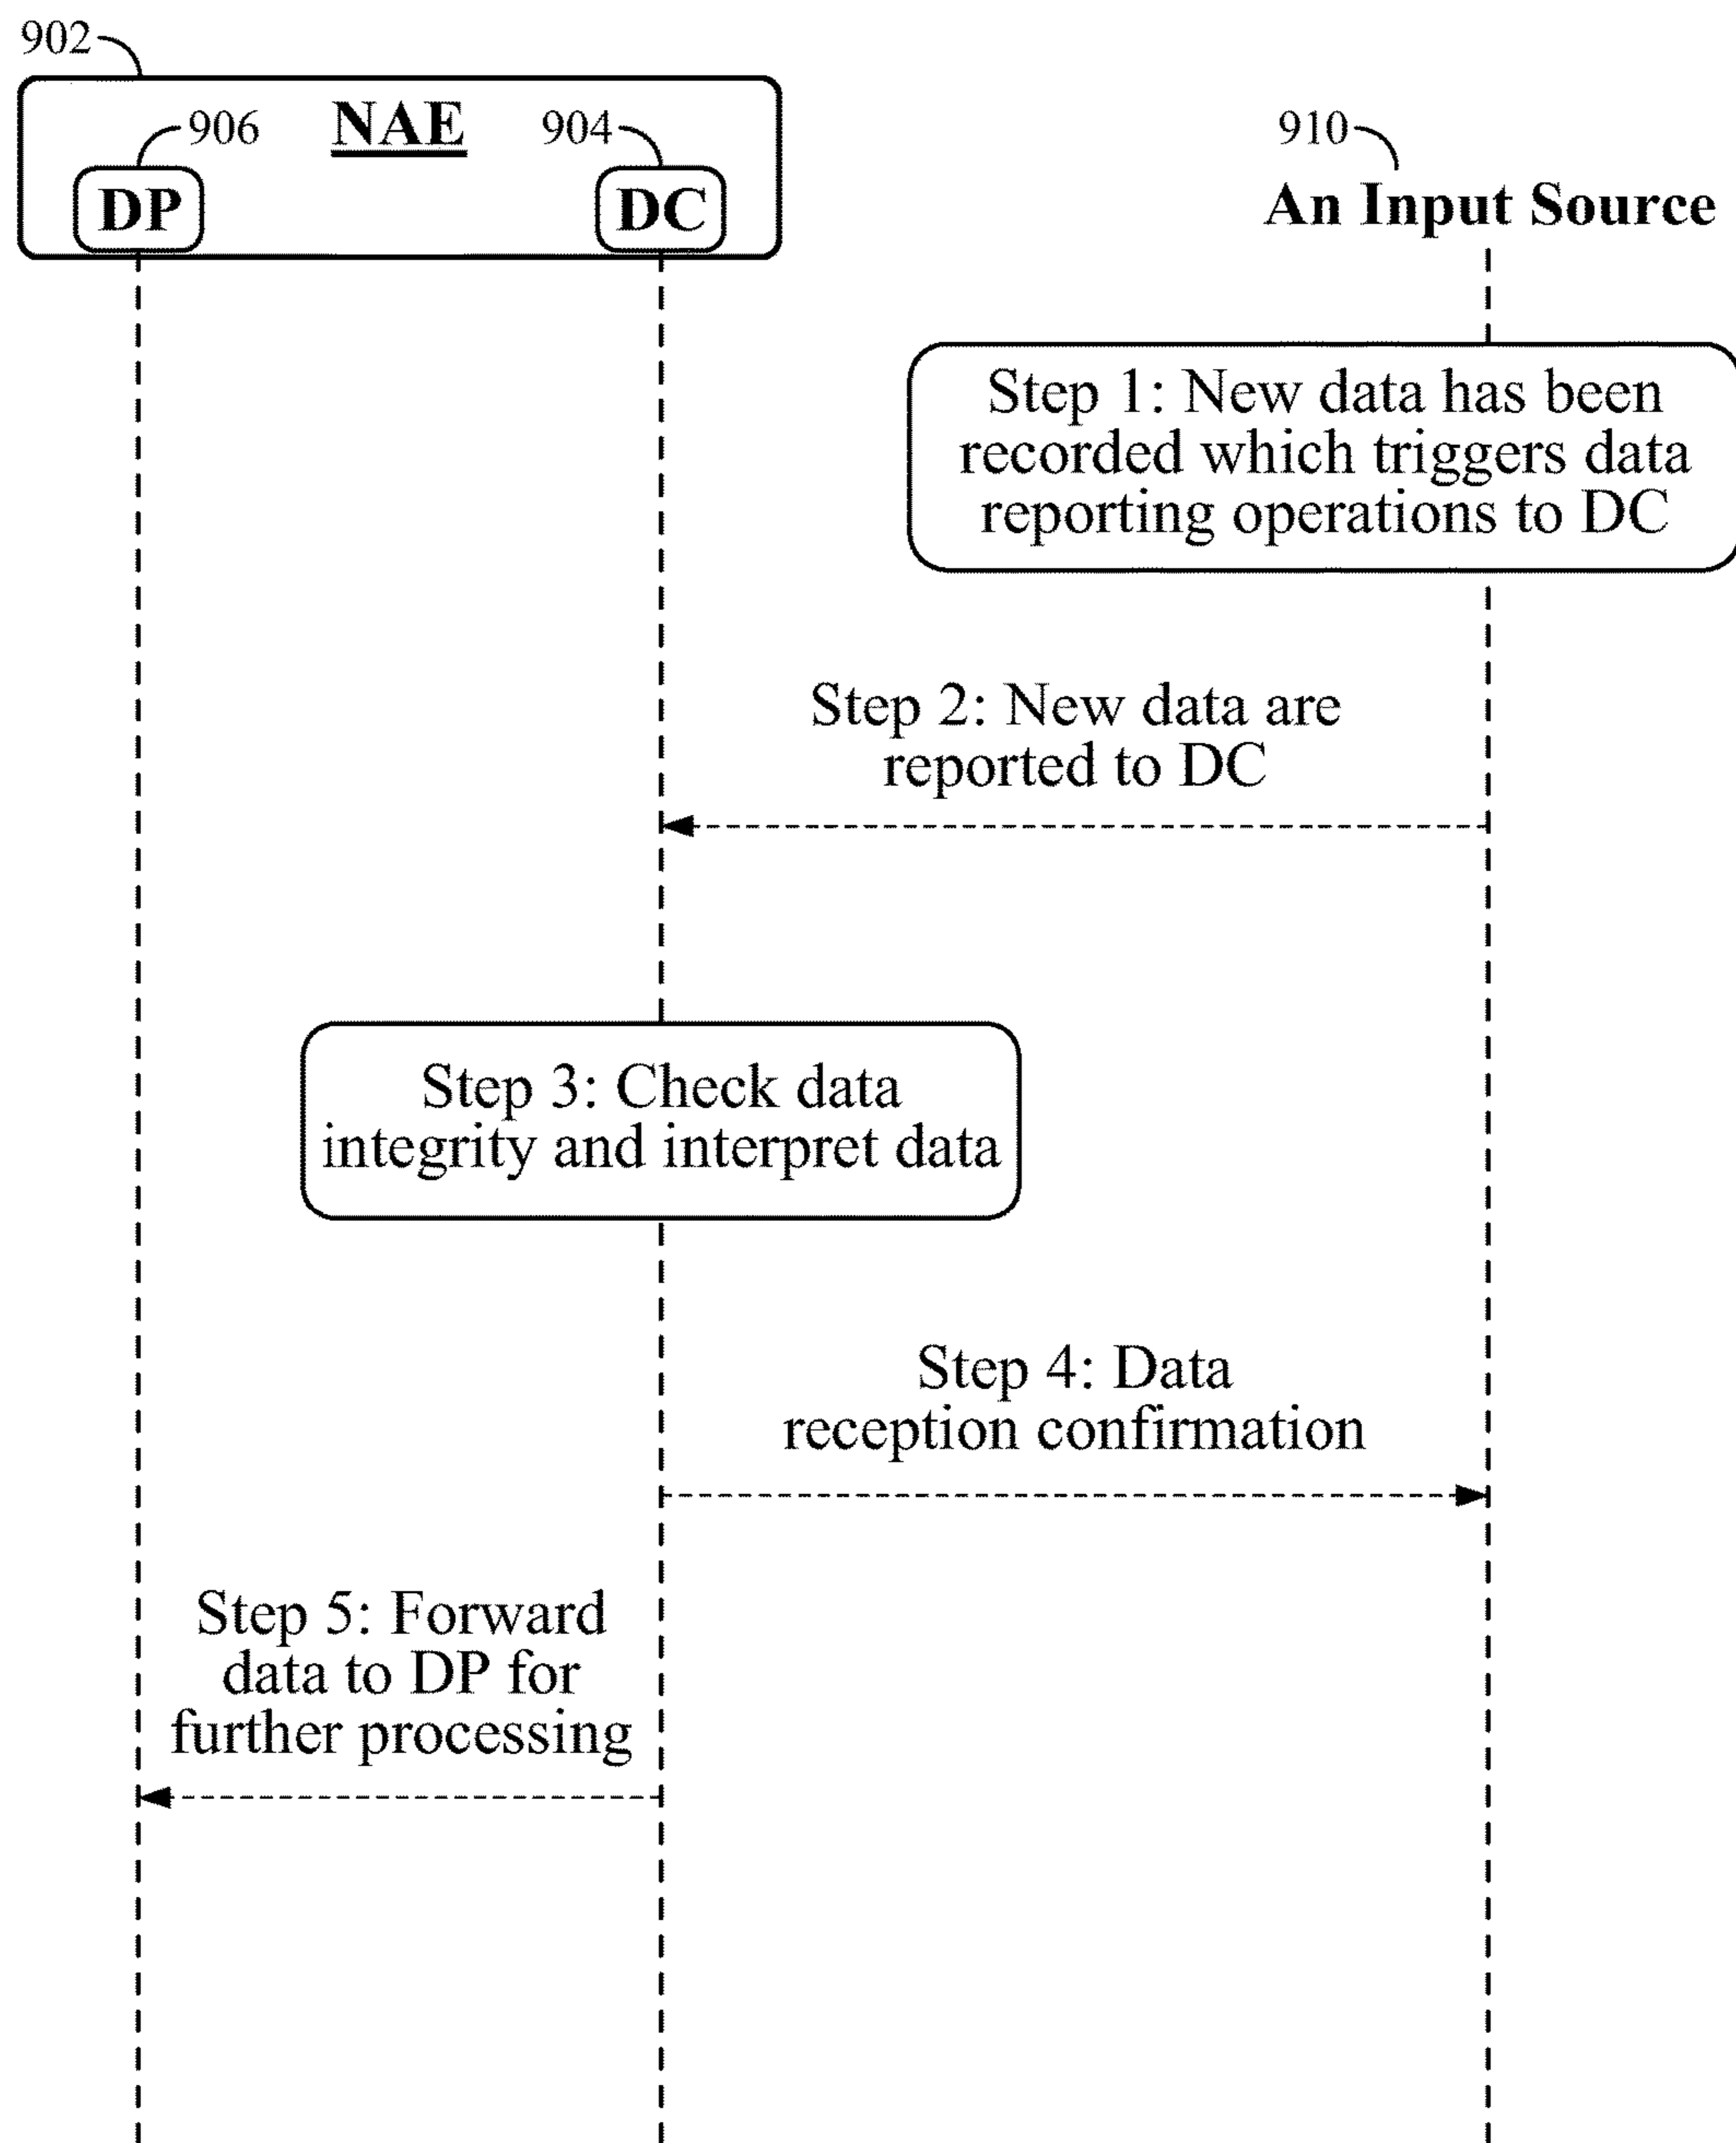 902
906
NAE
904
910
DP
DC
An Input Source
Step 1: New data has been
recorded which triggers data
reporting operations to DC
Step 2: New data are
reported to DC
Step 3: Check data
integrity and interpret data
Step 4: Data
reception confirmation
Step 5: Forward
data to DP for
further processing